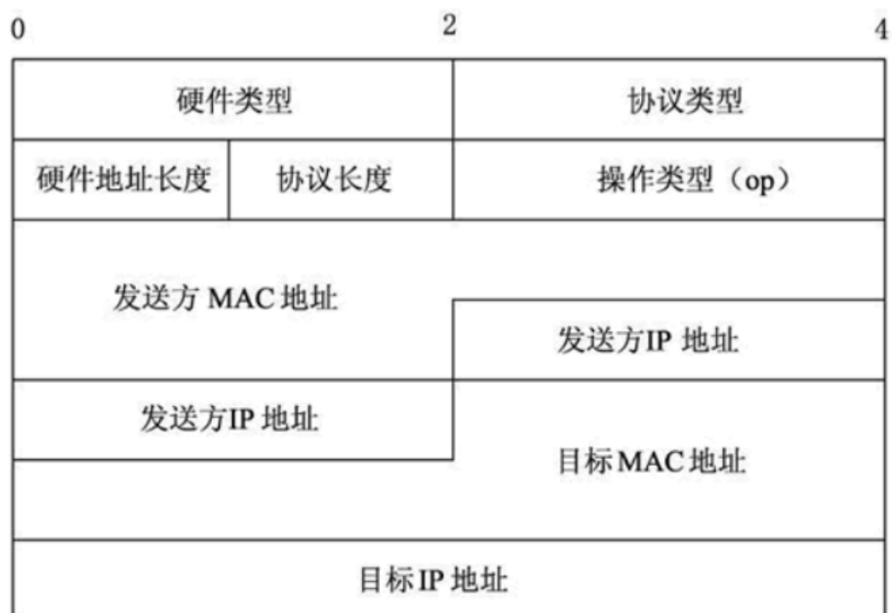 0 2 4
硬件类型 协议类型
硬件地址长度 协议长度 操作类型（op）
发送方 MAC 地址
发送方IP 地址
发送方IP 地址
目标MAC 地址
目标IP 地址